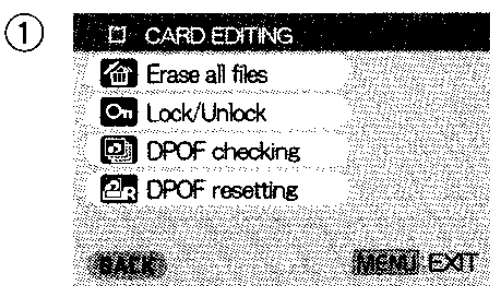 ①
CARD EDITING
Erase all files
Lock/Unlock
DPOF checking
DPOF resetting
BACK MENU EXIT